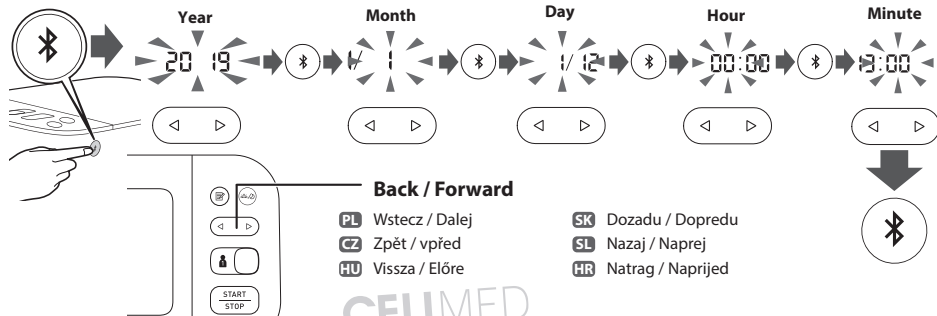 Year
Month
Day
Hour
Minute
20 19
1/ 1
1/ 12
00:00
13:00
Back / Forward
PL Wstecz / Dalej
CZ Zpět / vpřed
HU Vissza / Előre
SK Dozadu / Dopredu
SL Nazaj / Naprej
HR Natrag / Naprijed
START
STOP